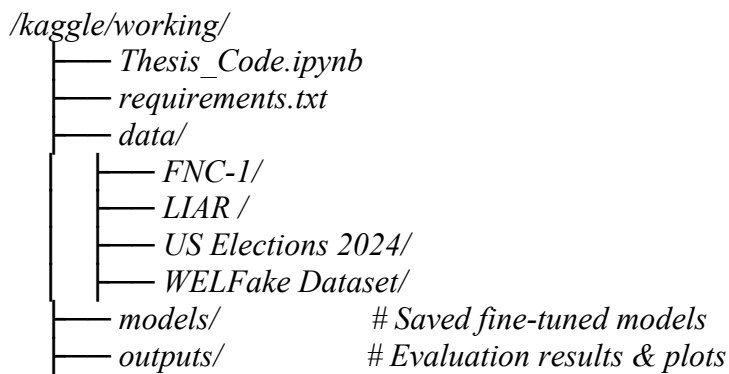 /kaggle/working/
├── Thesis_Code.ipynb
├── requirements.txt
├── data/
│ ├── FNC-1/
│ ├── LIAR /
│ ├── US Elections 2024/
│ ├── WELFake Dataset/
├── models/ # Saved fine-tuned models
├── outputs/ # Evaluation results & plots